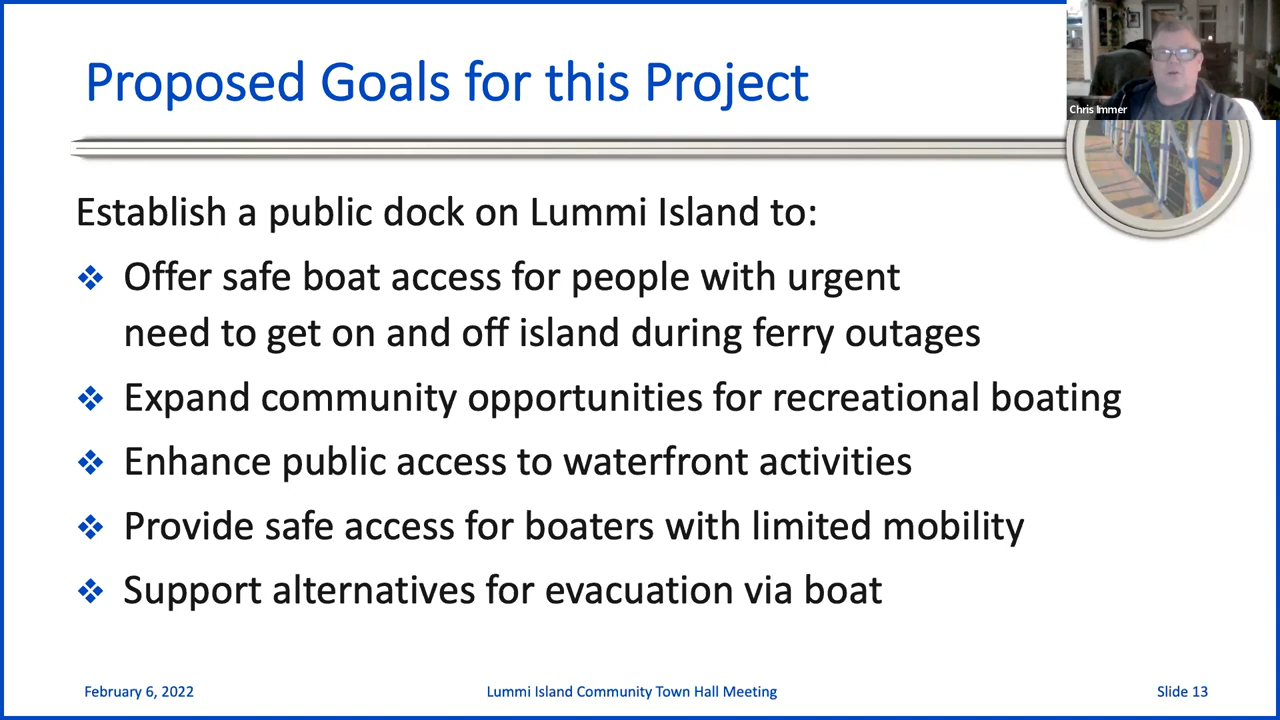 Proposed Goals for this Project
Chris Immer
Establish a public dock on Lummi Island to:
Offer safe boat access for people with urgent
need to get on and off island during ferry outages
Expand community opportunities for recreational boating
Enhance public access to waterfront activities
Provide safe access for boaters with limited mobility
Support alternatives for evacuation via boat
February 6, 2022
Lummi Island Community Town Hall Meeting
Slide 13